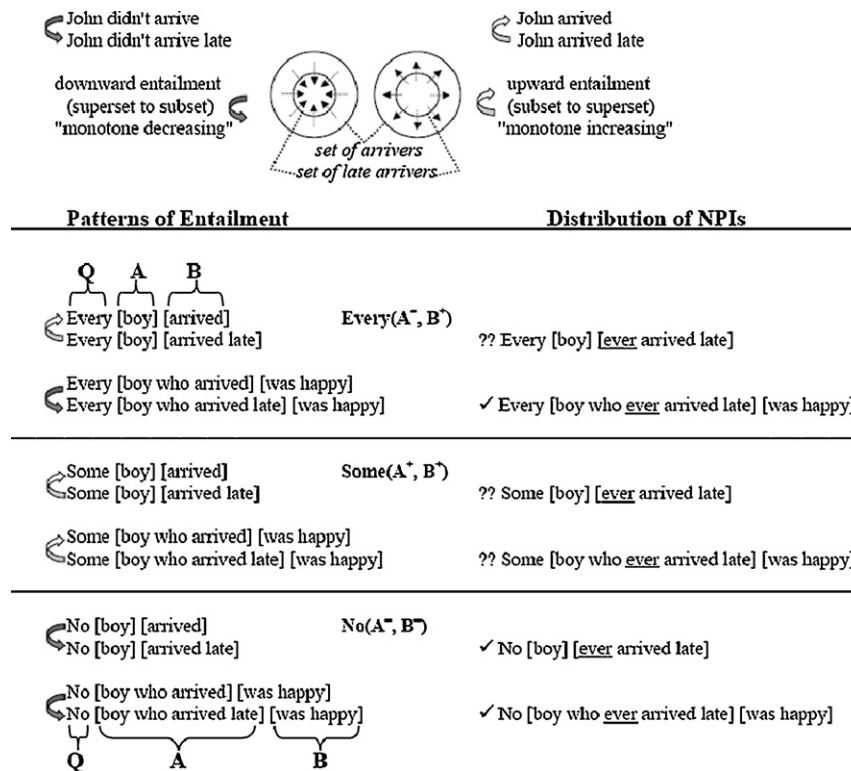 John didn't arrive
John didn't arrive late
John arrived
John arrived late
downward entailment
(superset to subset)
"monotone decreasing"
upward entailment
(subset to superset)
"monotone increasing"
set of arrivers
set of late arrivers
Patterns of Entailment
Distribution of NPIs
Q A B
Every [boy] [arrived]
Every(A⁻, B⁺)
Every [boy] [arrived late]
?? Every [boy] [ever arrived late]
Every [boy who arrived] [was happy]
Every [boy who arrived late] [was happy]
✓ Every [boy who ever arrived late] [was happy]
Some [boy] [arrived]
Some(A⁺, B⁺)
Some [boy] [arrived late]
?? Some [boy] [ever arrived late]
Some [boy who arrived] [was happy]
Some [boy who arrived late] [was happy]
?? Some [boy who ever arrived late] [was happy]
No [boy] [arrived]
No(A⁻, B⁻)
No [boy] [arrived late]
✓ No [boy] [ever arrived late]
No [boy who arrived] [was happy]
No [boy who arrived late] [was happy]
✓ No [boy who ever arrived late] [was happy]
Q A B